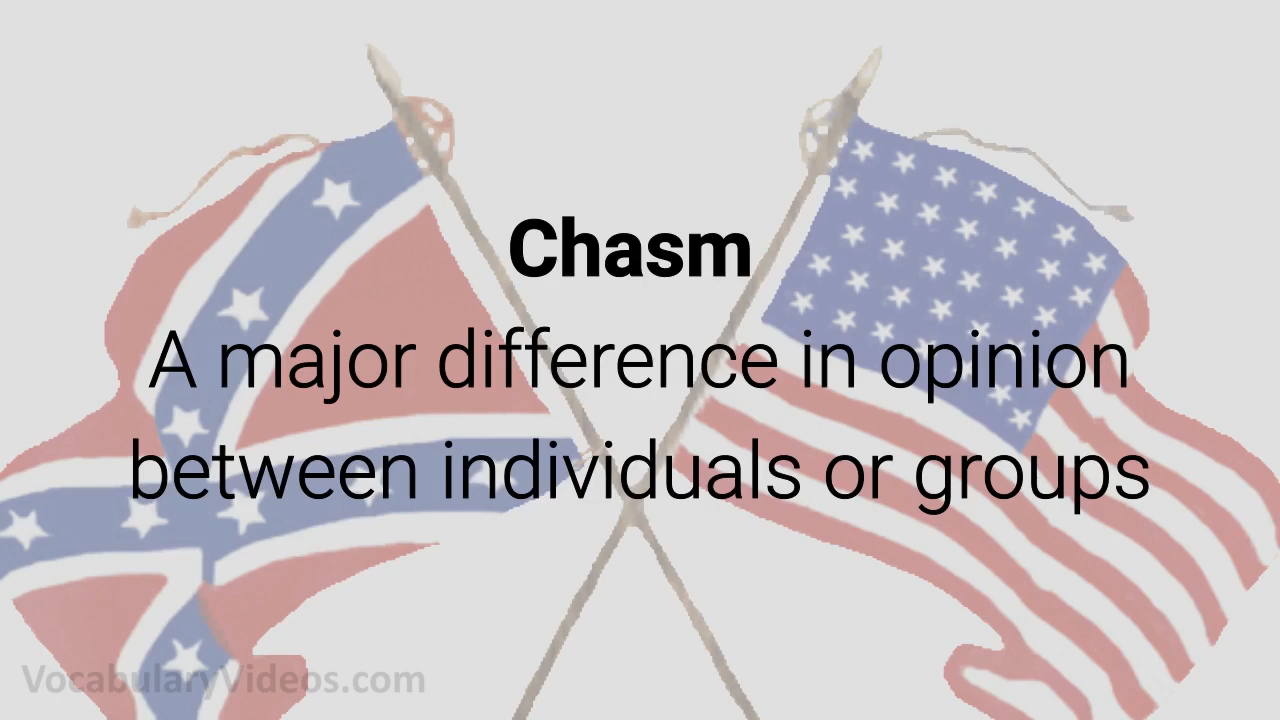 Chasm
A major difference in opinion
between individuals or groups
VocabularyVideos.com